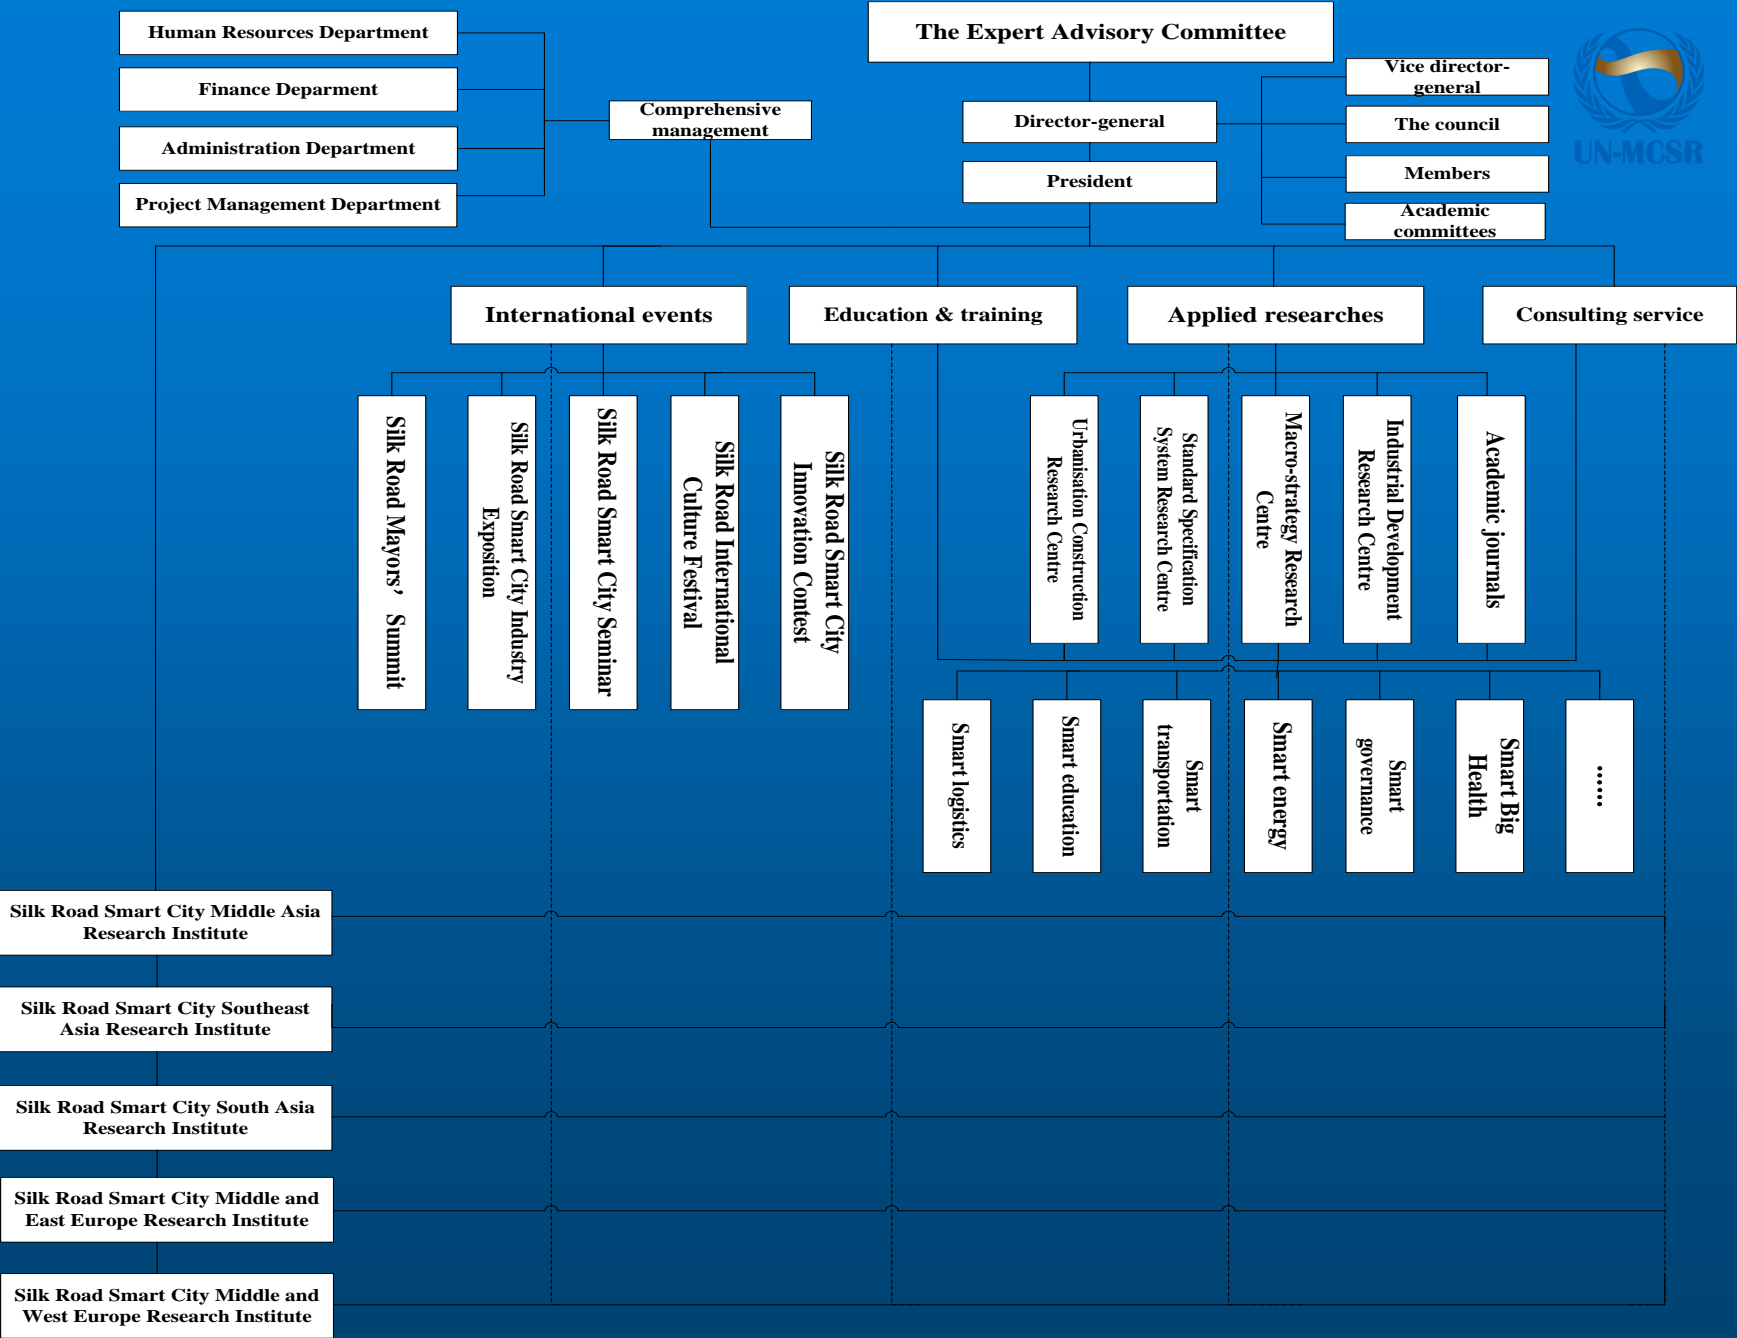 Human Resources Department
Finance Deparment
Administration Department
Project Management Department
Comprehensive
management
The Expert Advisory Committee
Director-general
President
Vice director-
general
The council
Members
Academic
committees
UN-MCSR
International events
Education & training
Applied researches
Consulting service
Silk Road Mayors’ Summit
Silk Road Smart City Industry
Exposition
Silk Road Smart City Seminar
Silk Road International
Culture Festival
Silk Road Smart City
Innovation Contest
Urbanisation Construction
Research Centre
Standard Specification
System Research Centre
Macro-strategy Research
Centre
Industrial Development
Research Centre
Academic journals
Smart logistics
Smart education
Smart
transportation
Smart energy
Smart
governance
Smart Big
Health
......
Silk Road Smart City Middle Asia
Research Institute
Silk Road Smart City Southeast
Asia Research Institute
Silk Road Smart City South Asia
Research Institute
Silk Road Smart City Middle and
East Europe Research Institute
Silk Road Smart City Middle and
West Europe Research Institute